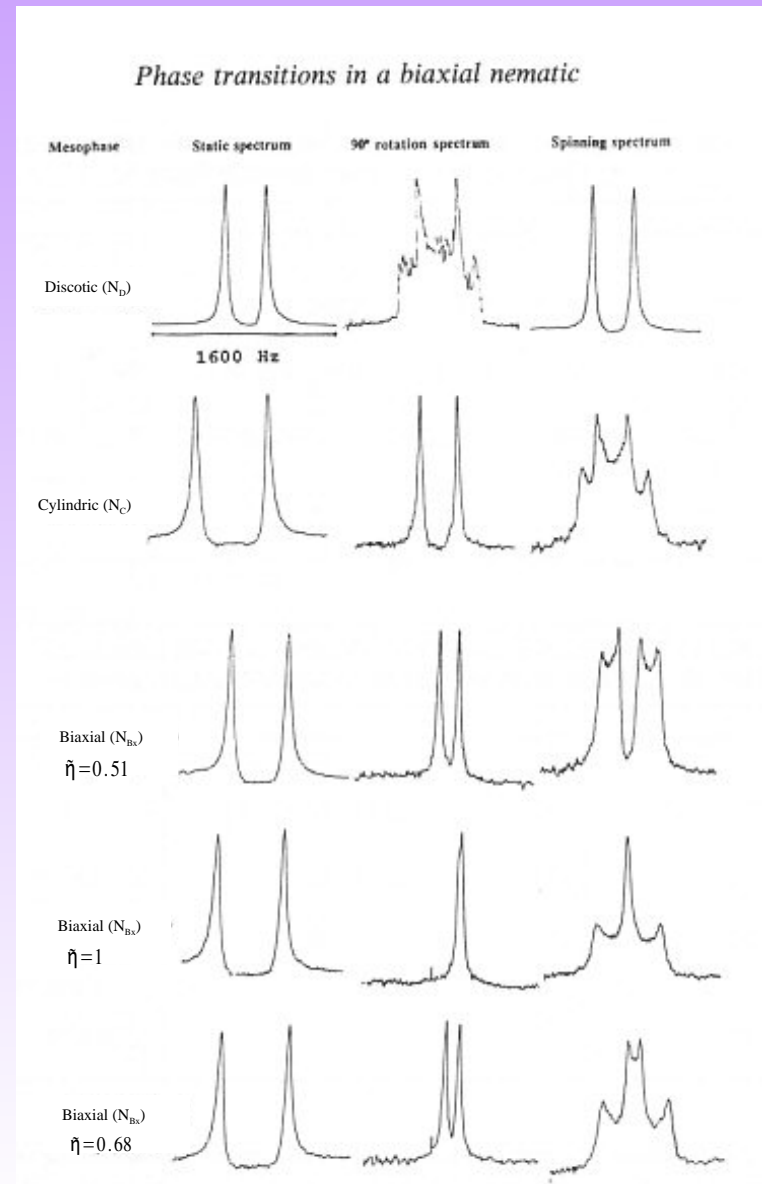 Phase transitions in a biaxial nematic
Mesophase Static spectrum 90° rotation spectrum Spinning spectrum
Discotic (N_D)
1600 Hz
Cylindric (N_C)
Biaxial (N_Bx)
η̃=0.51
Biaxial (N_Bx)
η̃=1
Biaxial (N_Bx)
η̃=0.68